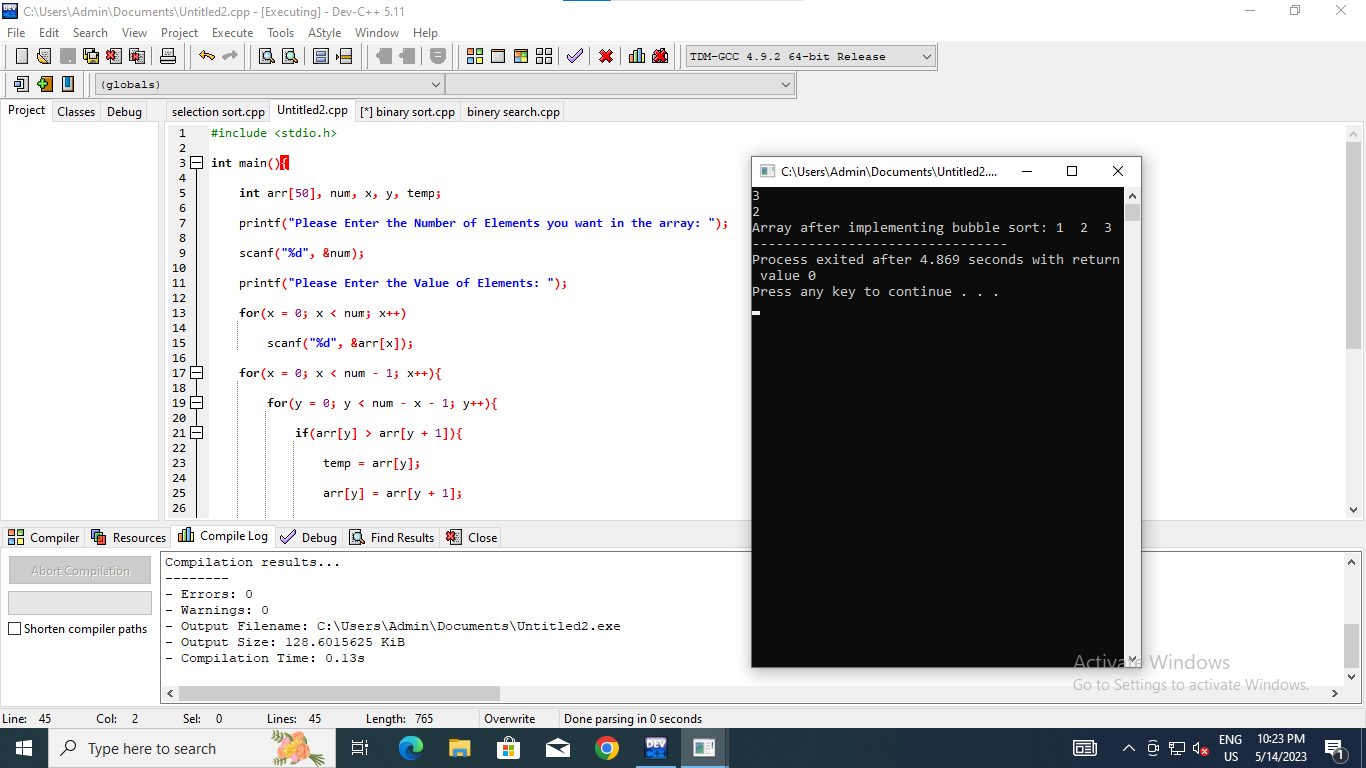 C:\Users\Admin\Documents\Untitled2.cpp - [Executing] - Dev-C++ 5.11
File Edit Search View Project Execute Tools AStyle Window Help
TDM-GCC 4.9.2 64-bit Release
(globals)
Project Classes Debug
selection sort.cpp Untitled2.cpp [*] binary sort.cpp binery search.cpp
1 #include <stdio.h>
2
3 int main(){
4
5 int arr[50], num, x, y, temp;
6
7 printf("Please Enter the Number of Elements you want in the array: ");
8
9 scanf("%d", &num);
10
11 printf("Please Enter the Value of Elements: ");
12
13 for(x = 0; x < num; x++)
14
15 scanf("%d", &arr[x]);
16
17 for(x = 0; x < num - 1; x++){
18
19 for(y = 0; y < num - x - 1; y++){
20
21 if(arr[y] > arr[y + 1]){
22
23 temp = arr[y];
24
25 arr[y] = arr[y + 1];
26
C:\Users\Admin\Documents\Untitled2....
3
2
Array after implementing bubble sort: 1 2 3
--------------------------------
Process exited after 4.869 seconds with return
value 0
Press any key to continue . . .
Compiler Resources Compile Log Debug Find Results Close
Abort Compilation
Shorten compiler paths
Compilation results...
--------
- Errors: 0
- Warnings: 0
- Output Filename: C:\Users\Admin\Documents\Untitled2.exe
- Output Size: 128.6015625 KiB
- Compilation Time: 0.13s
Activate Windows
Go to Settings to activate Windows.
Line: 45 Col: 2 Sel: 0 Lines: 45 Length: 765 Overwrite Done parsing in 0 seconds
Type here to search
DEV
ENG
US
10:23 PM
5/14/2023
1